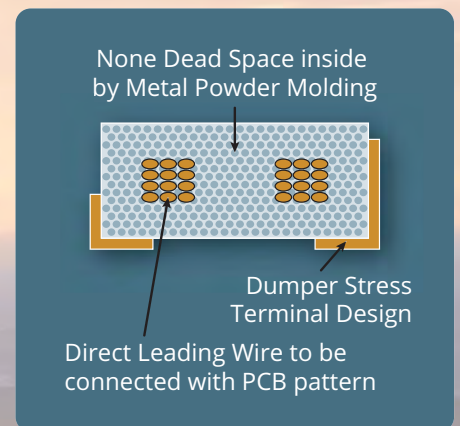 None Dead Space inside
by Metal Powder Molding
Dumper Stress
Terminal Design
Direct Leading Wire to be
connected with PCB pattern